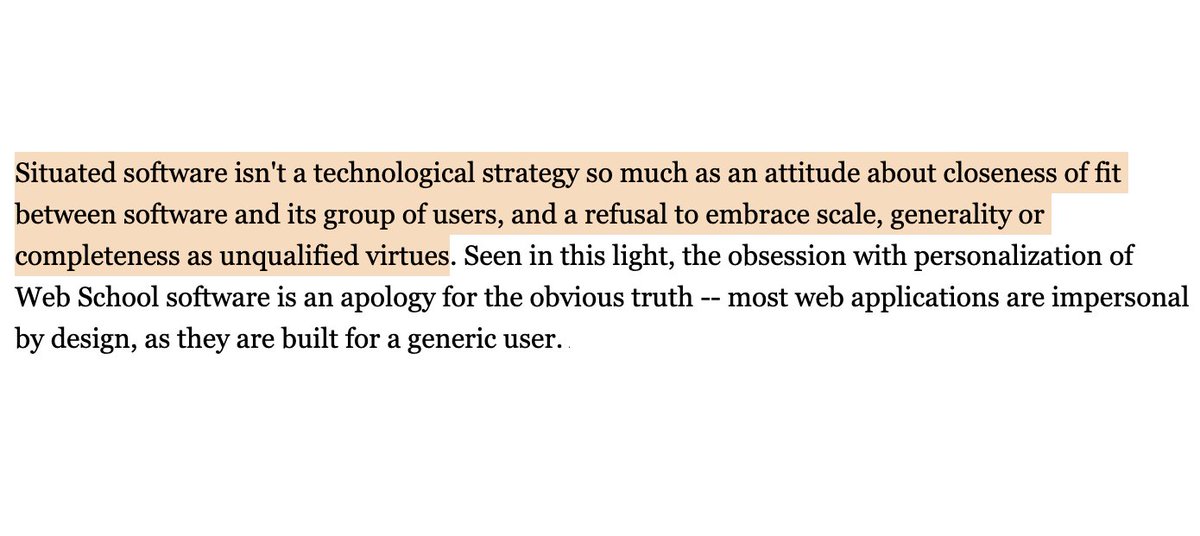 Situated software isn't a technological strategy so much as an attitude about closeness of fit
between software and its group of users, and a refusal to embrace scale, generality or
completeness as unqualified virtues. Seen in this light, the obsession with personalization of
Web School software is an apology for the obvious truth -- most web applications are impersonal
by design, as they are built for a generic user.